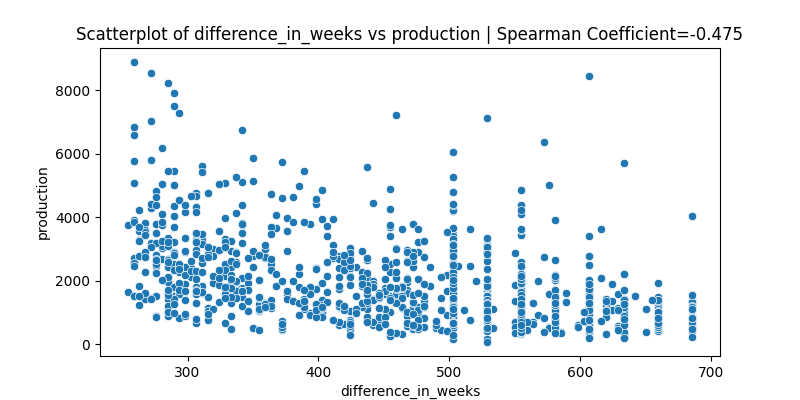 Scatterplot of difference_in_weeks vs production | Spearman Coefficient=-0.475
8000
6000
4000
2000
0
production
300 400 500 600 700
difference_in_weeks